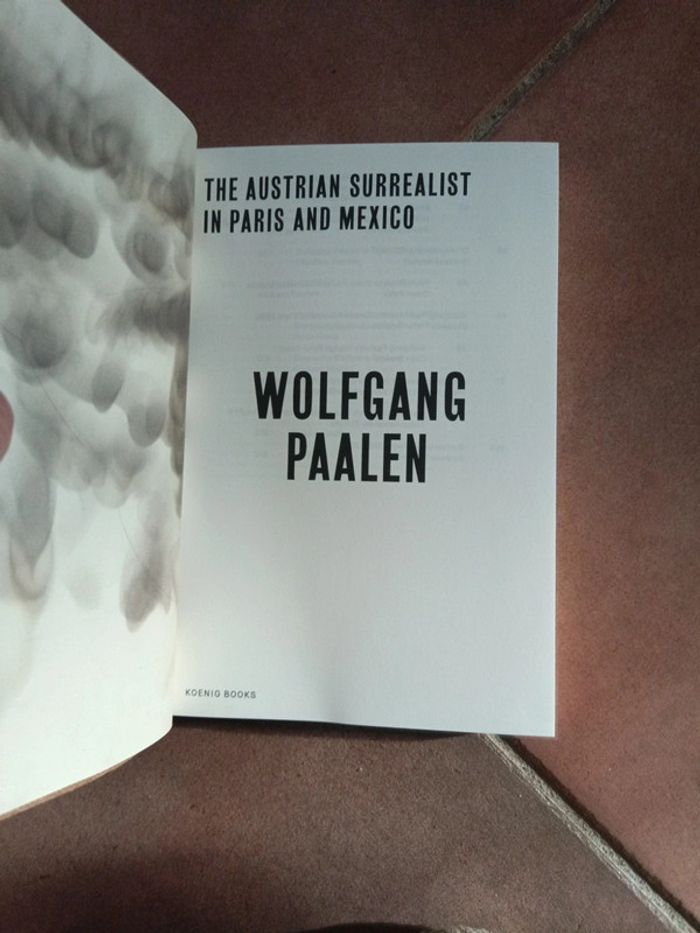 THE AUSTRIAN SURREALIST
IN PARIS AND MEXICO
WOLFGANG
PAALEN
KOENIG BOOKS